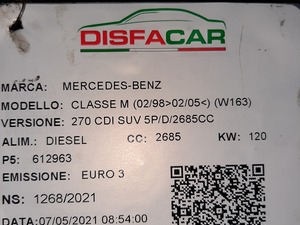 DISFACAR
MARCA: MERCEDES-BENZ
MODELLO: CLASSE M (02/98>02/05<) (W163)
VERSIONE: 270 CDI SUV 5P/D/2685CC
ALIM.: DIESEL CC: 2685 KW: 120
P5: 612963
EMISSIONE: EURO 3
NS: 1268/2021
DATA:07/05/2021 08:54:00